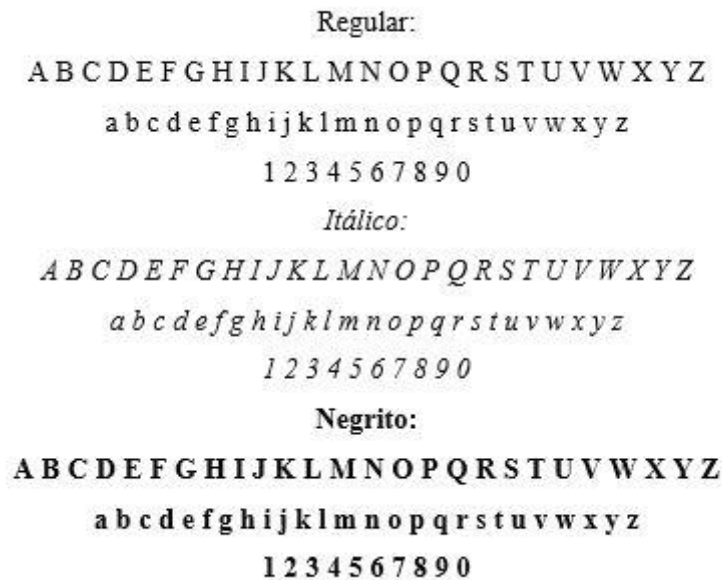 Regular:
A B C D E F G H I J K L M N O P Q R S T U V W X Y Z
a b c d e f g h i j k l m n o p q r s t u v w x y z
1 2 3 4 5 6 7 8 9 0
Itálico:
A B C D E F G H I J K L M N O P Q R S T U V W X Y Z
a b c d e f g h i j k l m n o p q r s t u v w x y z
1 2 3 4 5 6 7 8 9 0
Negrito:
A B C D E F G H I J K L M N O P Q R S T U V W X Y Z
a b c d e f g h i j k l m n o p q r s t u v w x y z
1 2 3 4 5 6 7 8 9 0